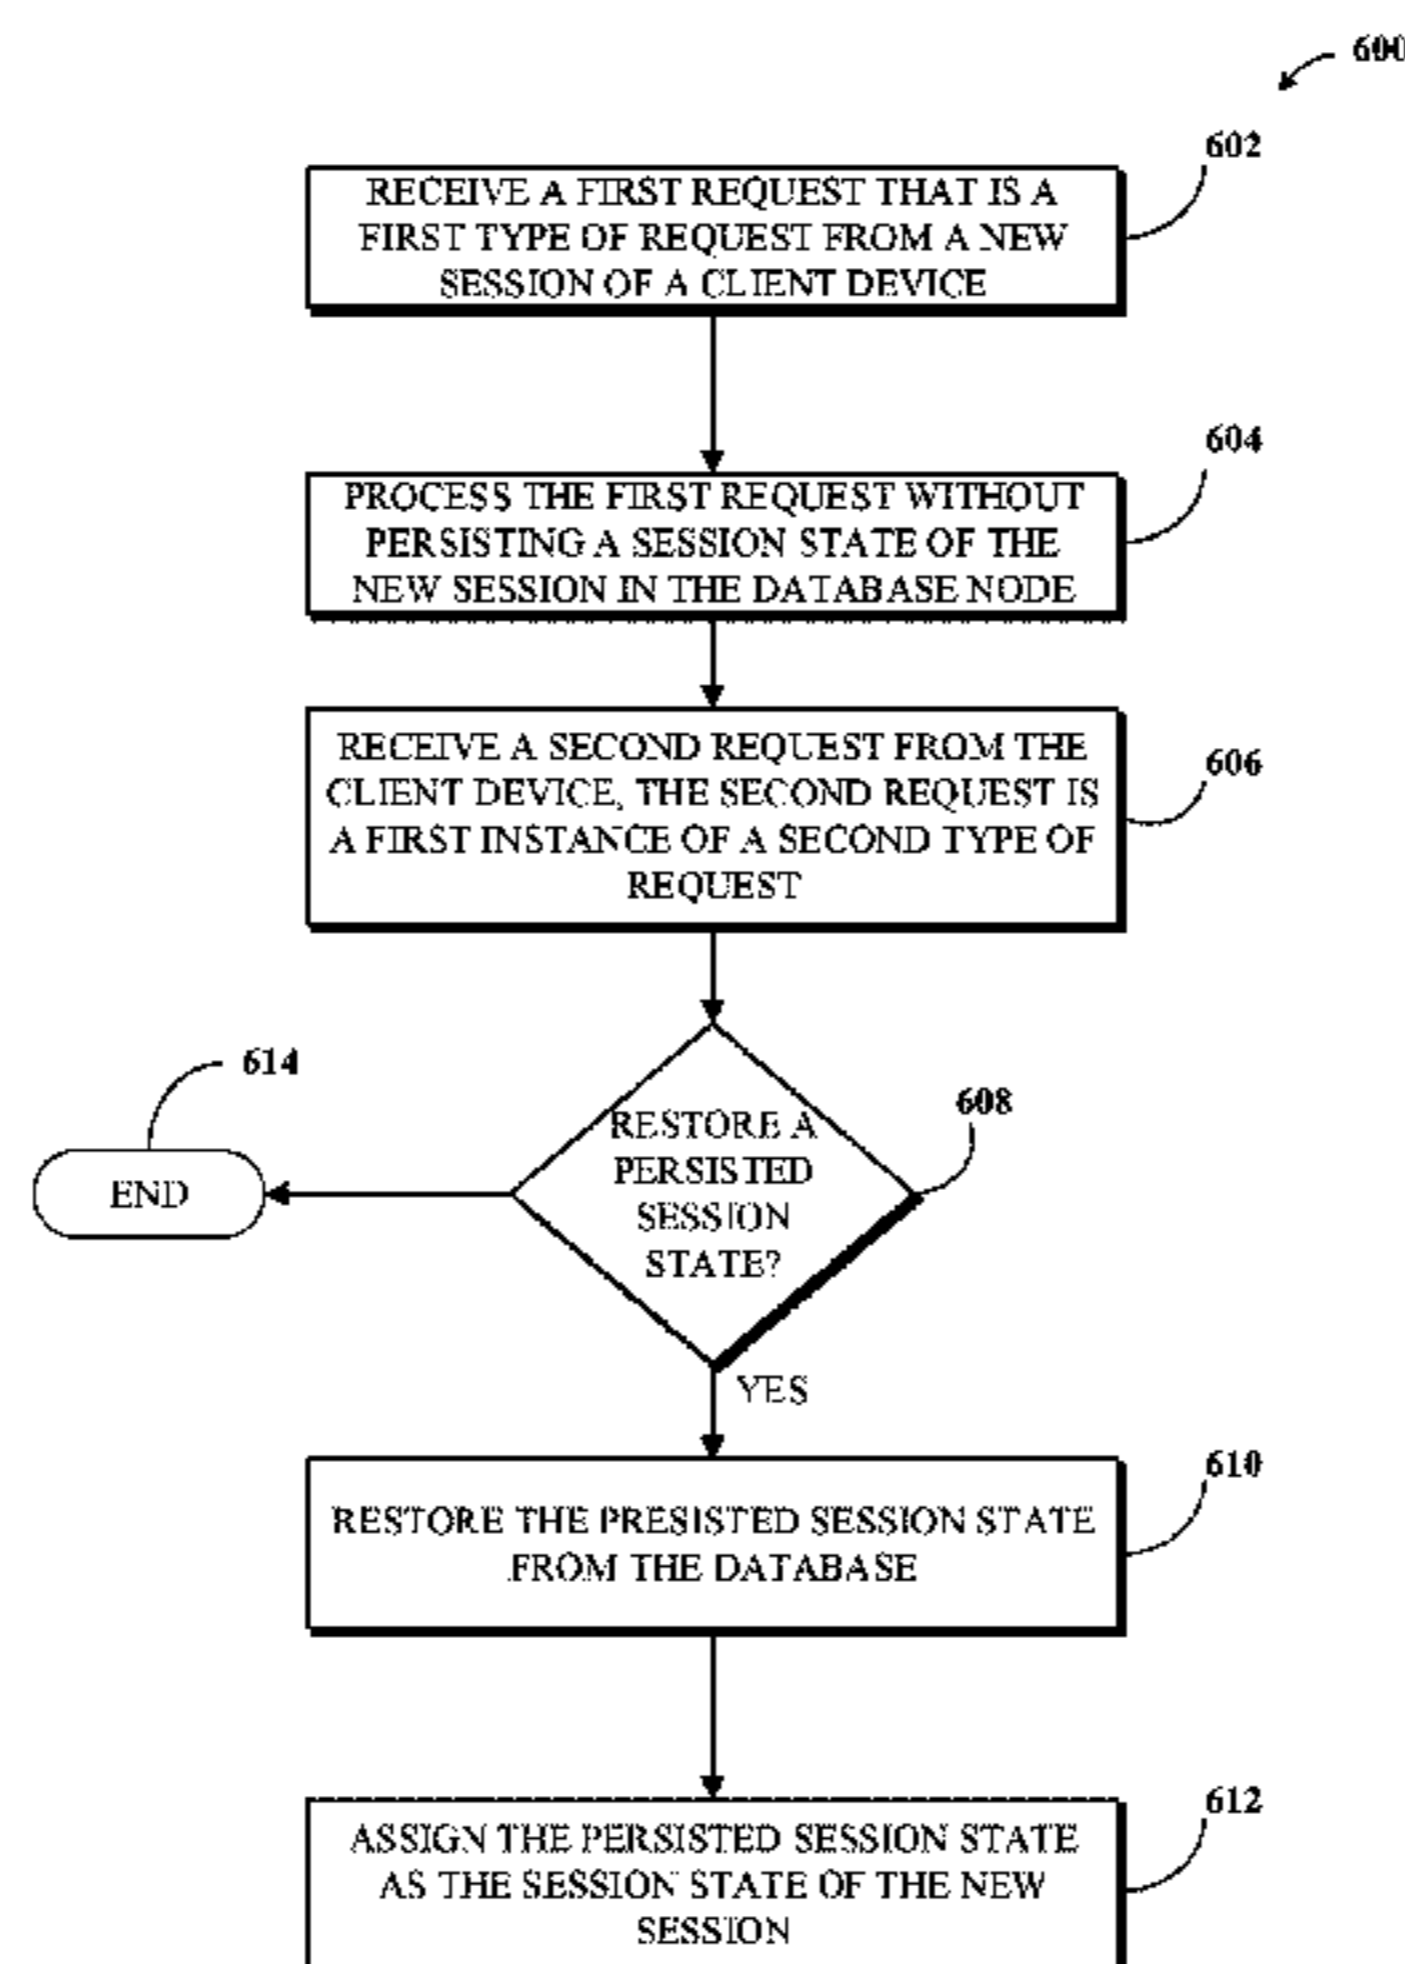 600
602
RECEIVE A FIRST REQUEST THAT IS A
FIRST TYPE OF REQUEST FROM A NEW
SESSION OF A CLIENT DEVICE
604
PROCESS THE FIRST REQUEST WITHOUT
PERSISTING A SESSION STATE OF THE
NEW SESSION IN THE DATABASE NODE
606
RECEIVE A SECOND REQUEST FROM THE
CLIENT DEVICE, THE SECOND REQUEST IS
A FIRST INSTANCE OF A SECOND TYPE OF
REQUEST
614
END
608
RESTORE A
PERSISTED
SESSION
STATE?
YES
610
RESTORE THE PRESISTED SESSION STATE
FROM THE DATABASE
612
ASSIGN THE PERSISTED SESSION STATE
AS THE SESSION STATE OF THE NEW
SESSION